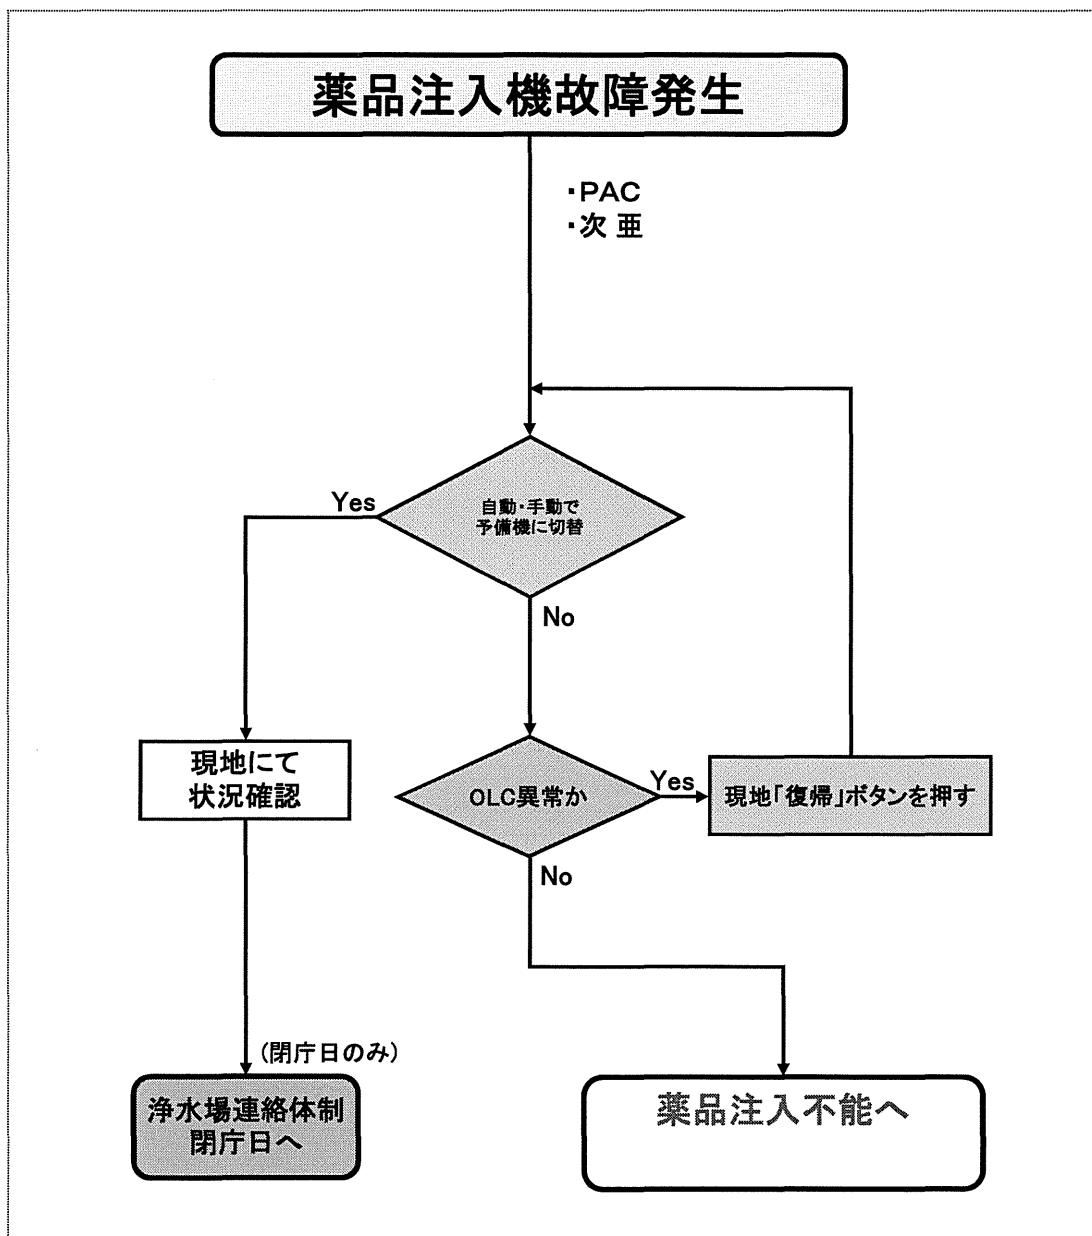 薬品注入機故障発生
・PAC
・次 亜
自動・手動で
予備機に切替
Yes
No
現地にて
状況確認
OLC異常か
Yes
現地「復帰」ボタンを押す
No
(閉庁日のみ)
浄水場連絡体制
閉庁日へ
薬品注入不能へ